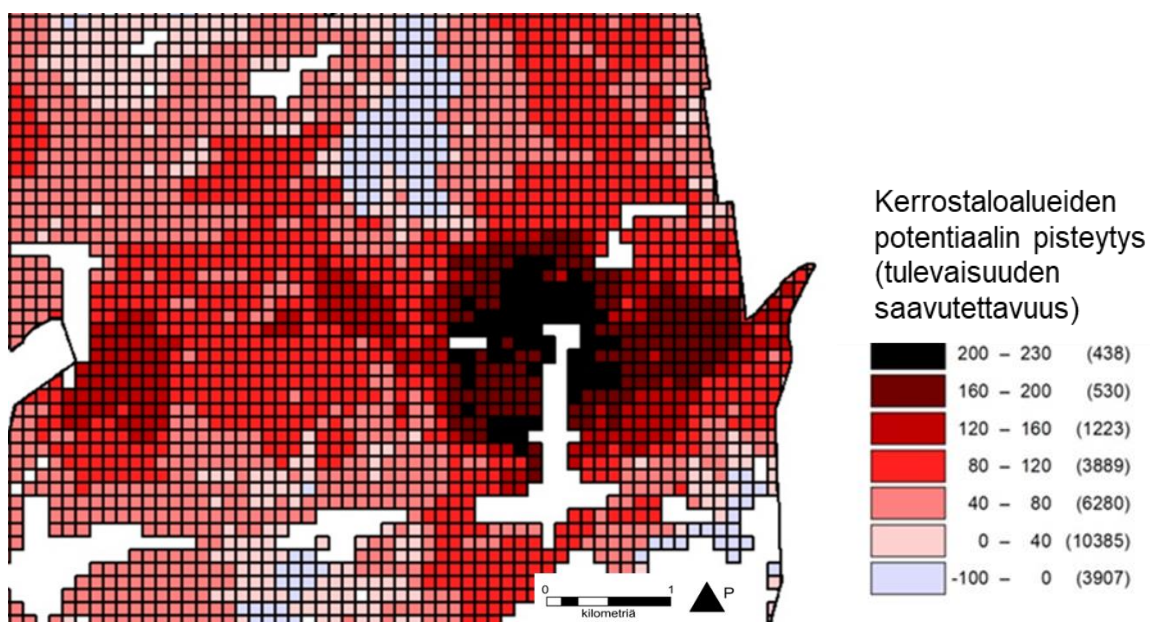 Kerrostaloalueiden
potentiaalin pisteytys
(tulevaisuuden
saavutettavuus)
200 – 230 (438)
160 – 200 (530)
120 – 160 (1223)
80 – 120 (3889)
40 – 80 (6280)
0 – 40 (10385)
-100 – 0 (3907)
0 1
kilometriä
P